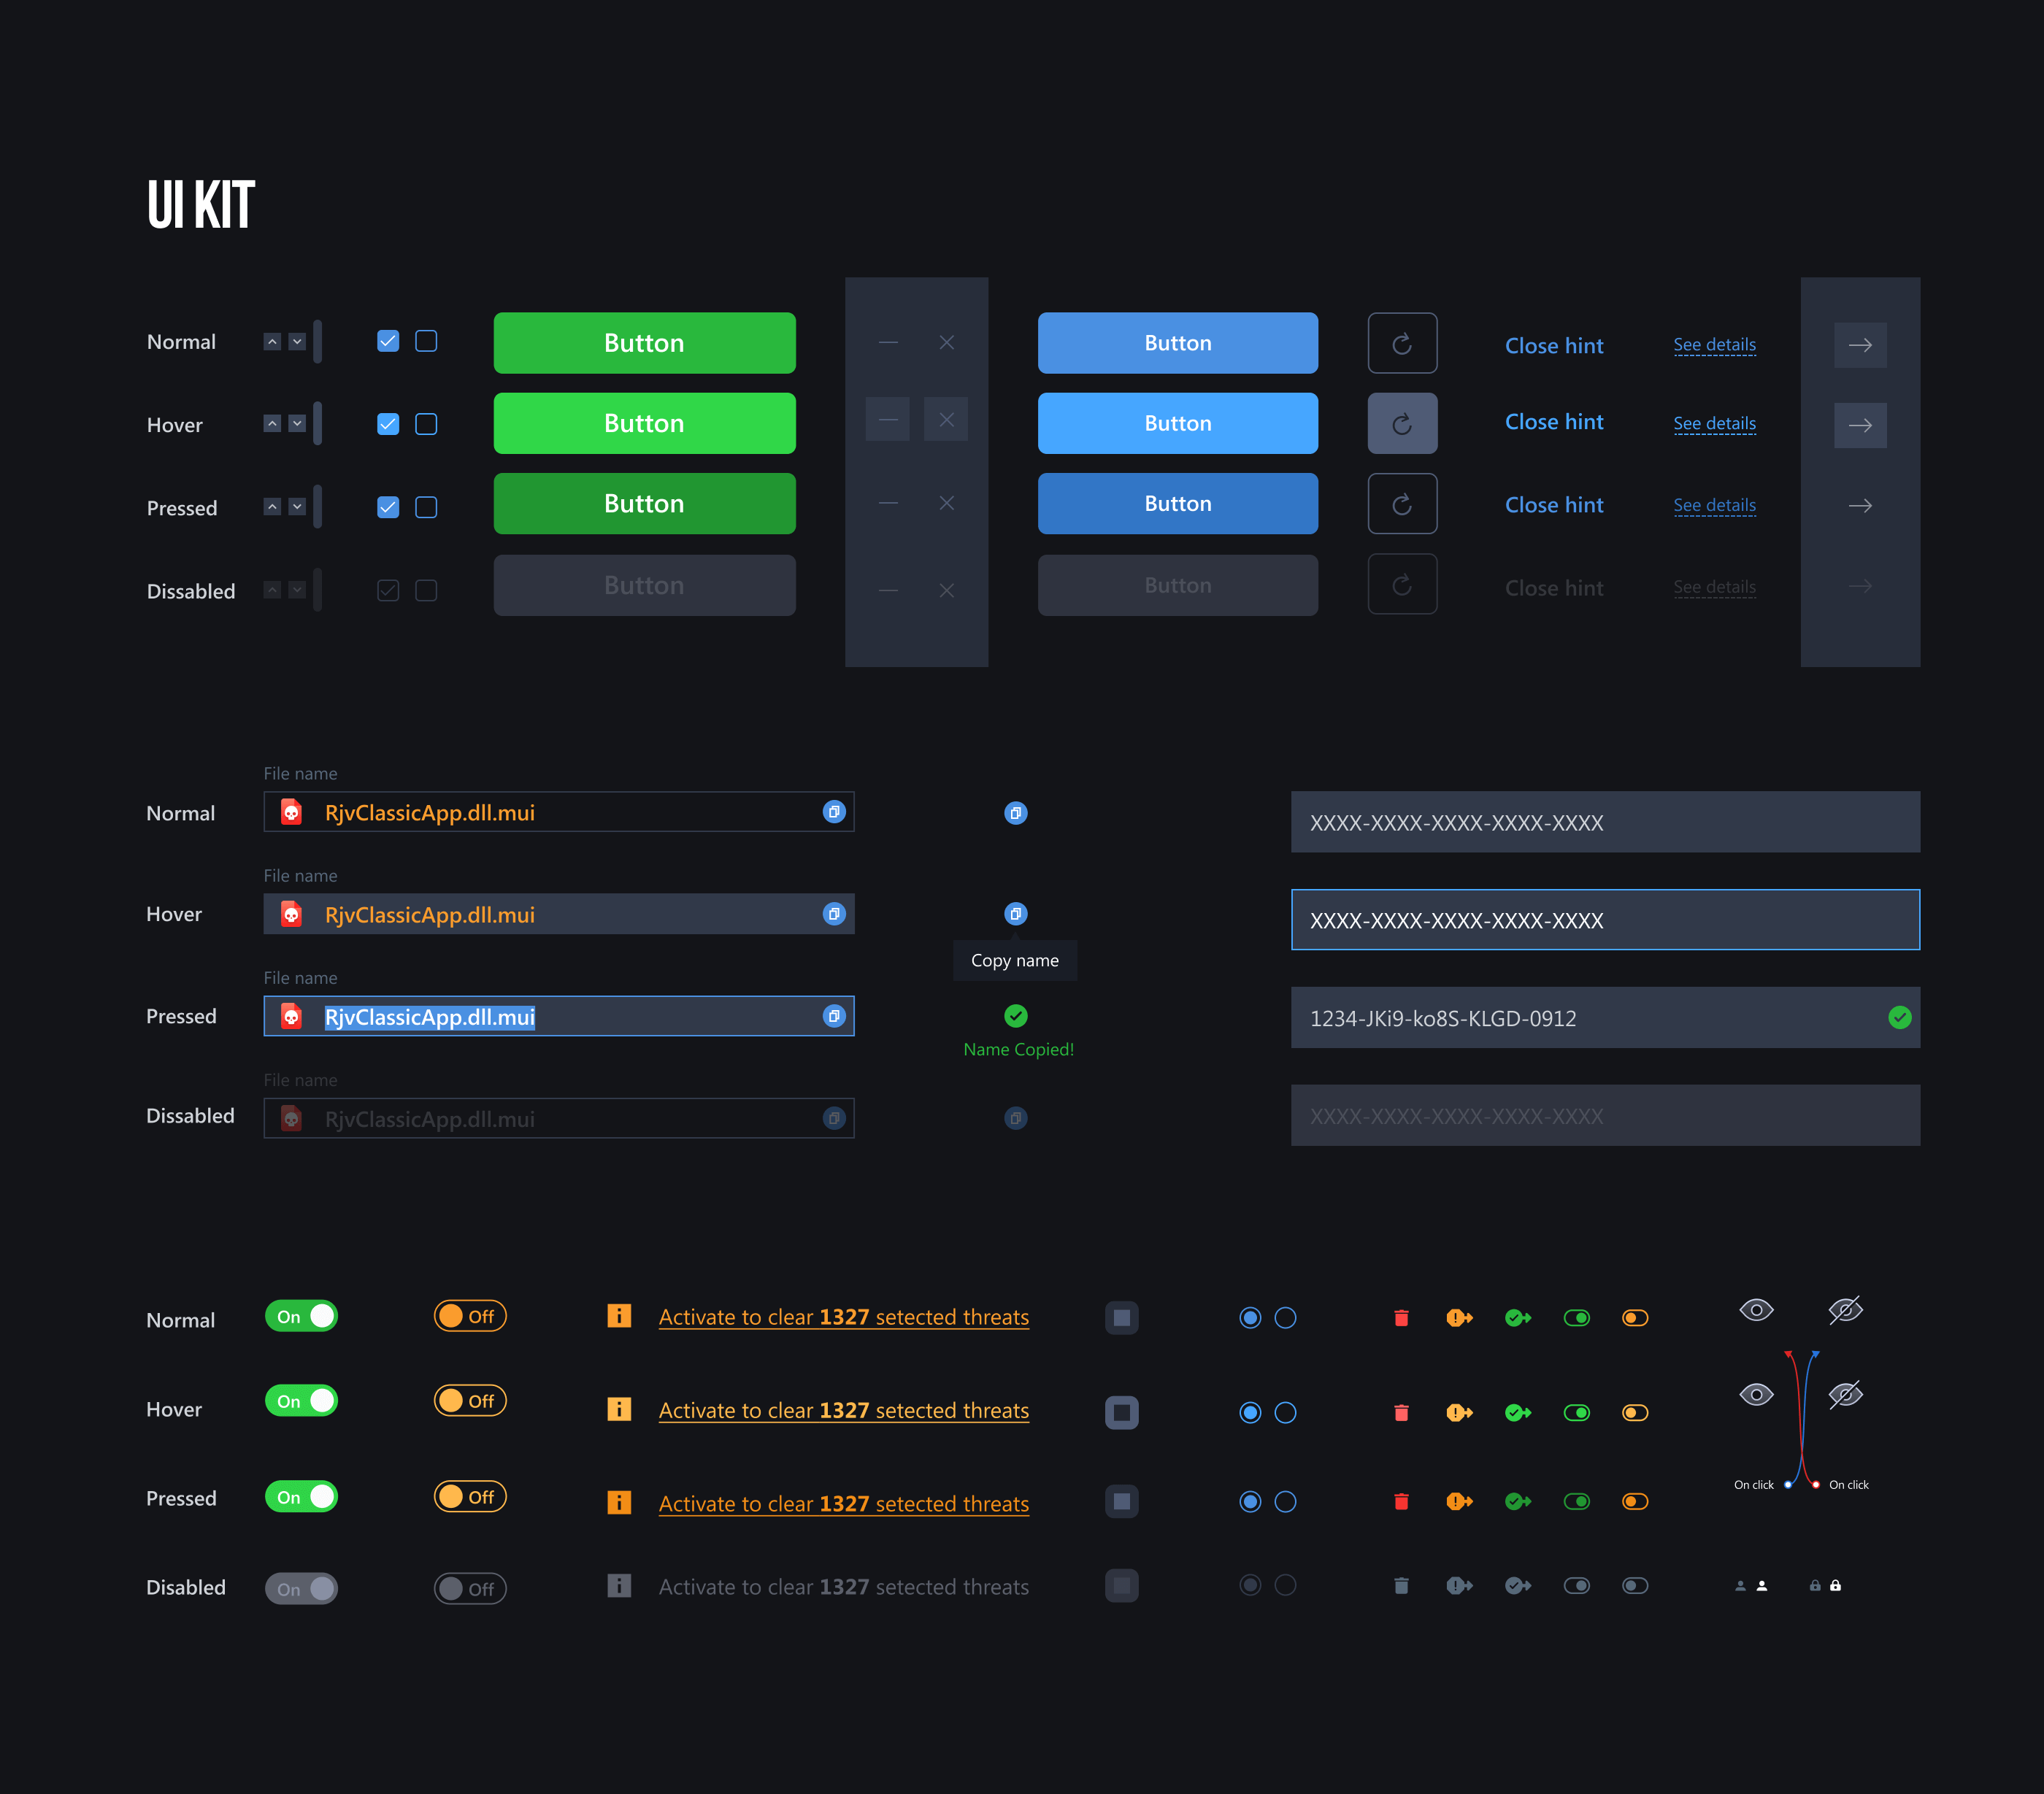 UI KIT
Normal Button Button Close hint See details
Hover Button Button Close hint See details
Pressed Button Button Close hint See details
Dissabled Button Button Close hint See details
File name
Normal RjvClassicApp.dll.mui XXXX-XXXX-XXXX-XXXX-XXXX
File name
Hover RjvClassicApp.dll.mui XXXX-XXXX-XXXX-XXXX-XXXX
Copy name
File name
Pressed RjvClassicApp.dll.mui 1234-JKi9-ko8S-KLGD-0912
Name Copied!
File name
Dissabled RjvClassicApp.dll.mui XXXX-XXXX-XXXX-XXXX-XXXX
Normal On Off Activate to clear 1327 setected threats
Hover On Off Activate to clear 1327 setected threats
On click On click
Pressed On Off Activate to clear 1327 setected threats
Disabled On Off Activate to clear 1327 setected threats